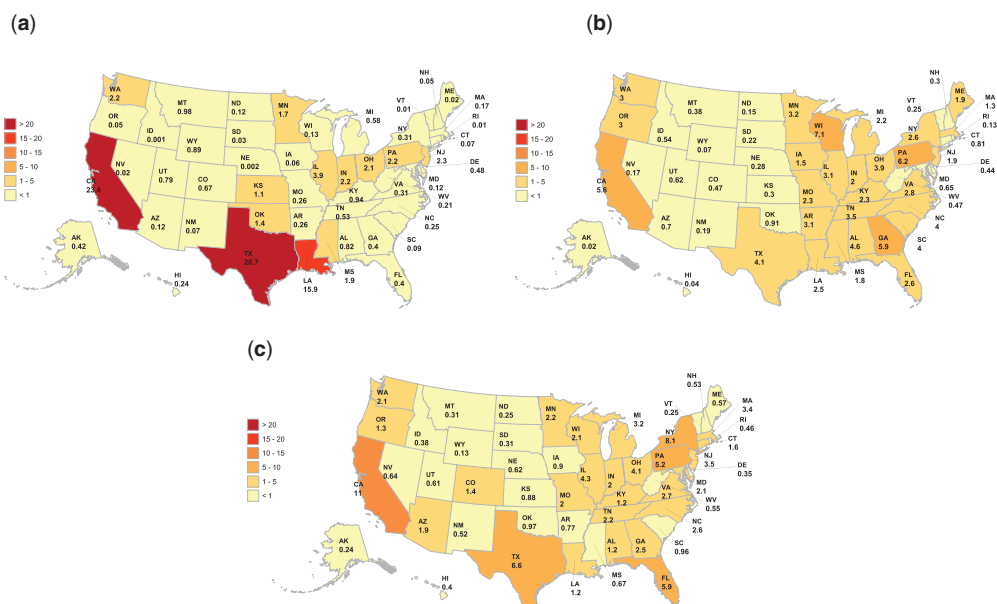 (a)
> 20
15 - 20
10 - 15
5 - 10
1 - 5
< 1
WA
2.2
OR
0.05
CA
23.4
NV
0.02
ID
0.001
MT
0.98
WY
0.89
UT
0.79
CO
0.67
AZ
0.12
NM
0.07
ND
0.12
SD
0.03
NE
0.002
KS
1.1
OK
1.4
TX
28.7
MN
1.7
IA
0.06
MO
0.26
AR
0.26
LA
15.9
WI
0.13
IL
3.9
IN
2.2
MI
0.58
OH
2.1
KY
0.94
TN
0.53
MS
1.9
AL
0.82
GA
0.4
FL
0.4
SC
0.09
NC
0.25
VA
0.31
WV
0.21
MD
0.12
DE
0.48
NJ
2.3
PA
2.2
NY
0.31
CT
0.07
RI
0.01
MA
0.17
VT
0.01
NH
0.05
ME
0.02
AK
0.42
HI
0.24
(b)
> 20
15 - 20
10 - 15
5 - 10
1 - 5
< 1
WA
3
OR
3
CA
5.6
NV
0.17
ID
0.54
MT
0.38
WY
0.07
UT
0.62
CO
0.47
AZ
0.7
NM
0.19
ND
0.15
SD
0.22
NE
0.28
KS
0.3
OK
0.91
TX
4.1
MN
3.2
IA
1.5
MO
2.3
AR
3.1
LA
2.5
WI
7.1
IL
3.1
IN
2
MI
2.2
OH
3.9
KY
2.3
TN
3.5
MS
1.8
AL
4.6
GA
5.9
FL
2.6
SC
4
NC
4
VA
2.8
WV
0.47
MD
0.65
DE
0.44
NJ
1.9
PA
6.2
NY
2.6
CT
0.81
RI
0.13
MA
1.3
VT
0.25
NH
0.3
ME
1.9
AK
0.02
HI
0.04
(c)
> 20
15 - 20
10 - 15
5 - 10
1 - 5
< 1
WA
2.1
OR
1.3
CA
11
NV
0.64
ID
0.38
MT
0.31
WY
0.13
UT
0.61
CO
1.4
AZ
1.9
NM
0.52
ND
0.25
SD
0.31
NE
0.62
KS
0.88
OK
0.97
TX
6.6
MN
2.2
IA
0.9
MO
2
AR
0.77
LA
1.2
WI
2.1
IL
4.3
IN
2
MI
3.2
OH
4.1
KY
1.2
TN
2.2
MS
0.67
AL
1.2
GA
2.5
FL
5.9
SC
0.96
NC
2.6
VA
2.7
WV
0.55
MD
2.1
DE
0.35
NJ
3.5
PA
5.2
NY
8.1
CT
1.6
RI
0.46
MA
3.4
VT
0.25
NH
0.53
ME
0.57
AK
0.24
HI
0.4